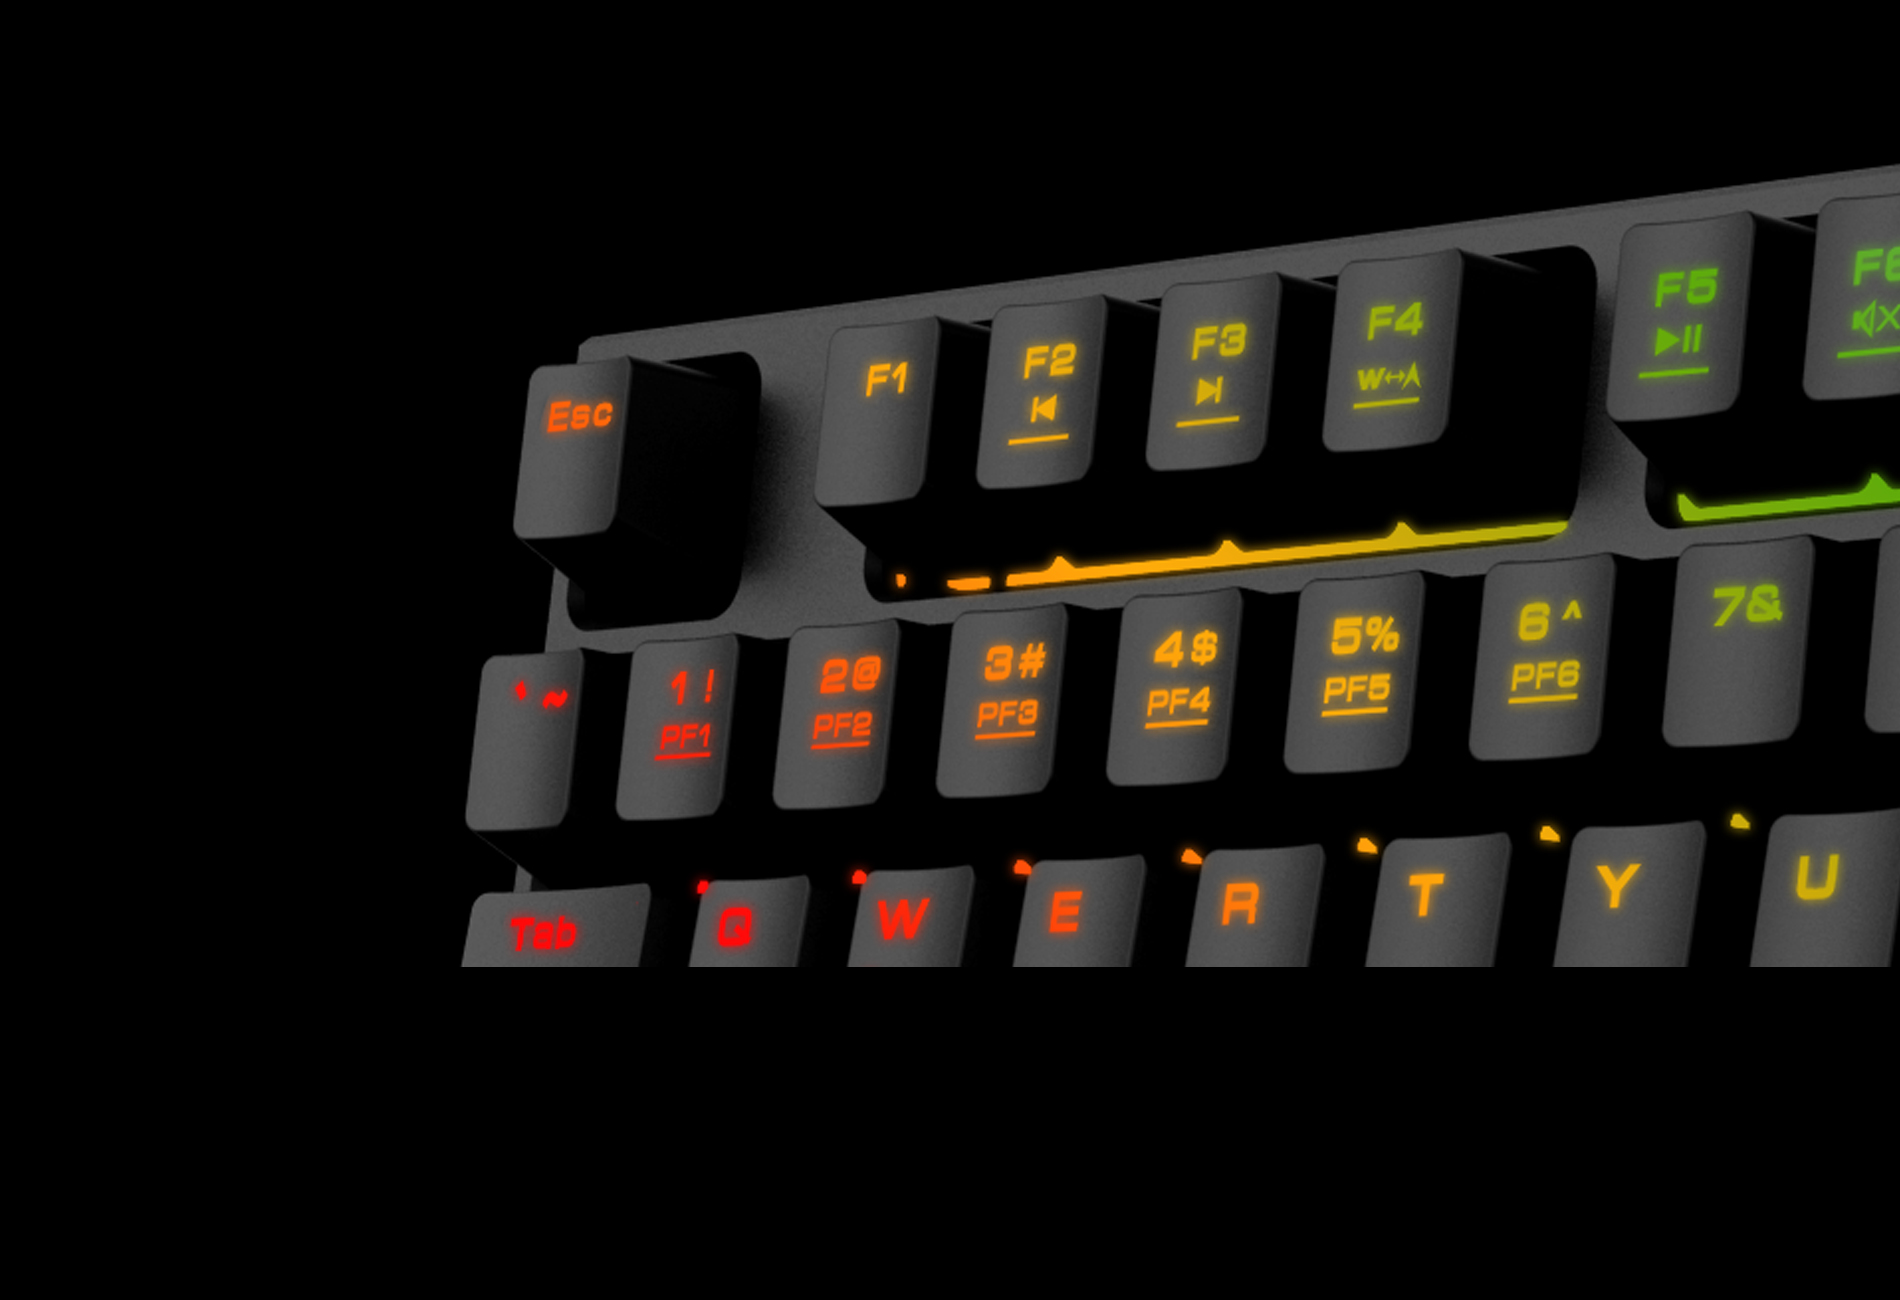 Esc F1 F2 F3 F4 F5 F6
W↔A
' ~ 1 ! 2@ 3# 4$ 5% 6^ 7&
PF1 PF2 PF3 PF4 PF5 PF6
Tab Q W E R T Y U